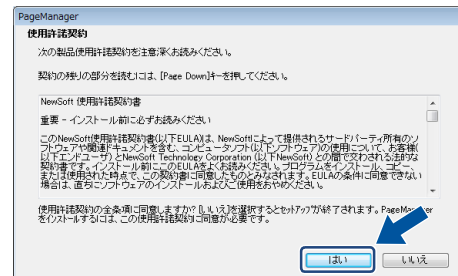 PageManager
使用許諾契約
次の製品使用許諾契約を注意深くお読みください。
契約の残りの部分を読むには、[Page Down]キーを押してください。
NewSoft 使用許諾契約書
重要 - インストール前に必ずお読みください
このNewSoft使用許諾契約書(以下EULA)は、NewSoftによって提供されるサードパーティ所有のソ
フトウェアや関連ドキュメントを含む、コンピュータソフト(以下ソフトウェア)の使用について、お客様(
以下エンドユーザ)とNewSoft Technology Corporation (以下NewSoft) との間で交わされる法的な
契約書です。インストール前にこのEULAをよくお読みください。プログラムをインストール、コピー、
または使用された時点で、この契約書に同意したものとみなされます。EULAの条件に同意できない
場合は、直ちにソフトウェアのインストールおよびご使用をおやめください。
使用許諾契約の全条項に同意しますか? [いいえ]を選択するとセットアップが終了されます。PageManager
をインストールするには、この使用許諾契約に同意が必要です。
はい
いいえ